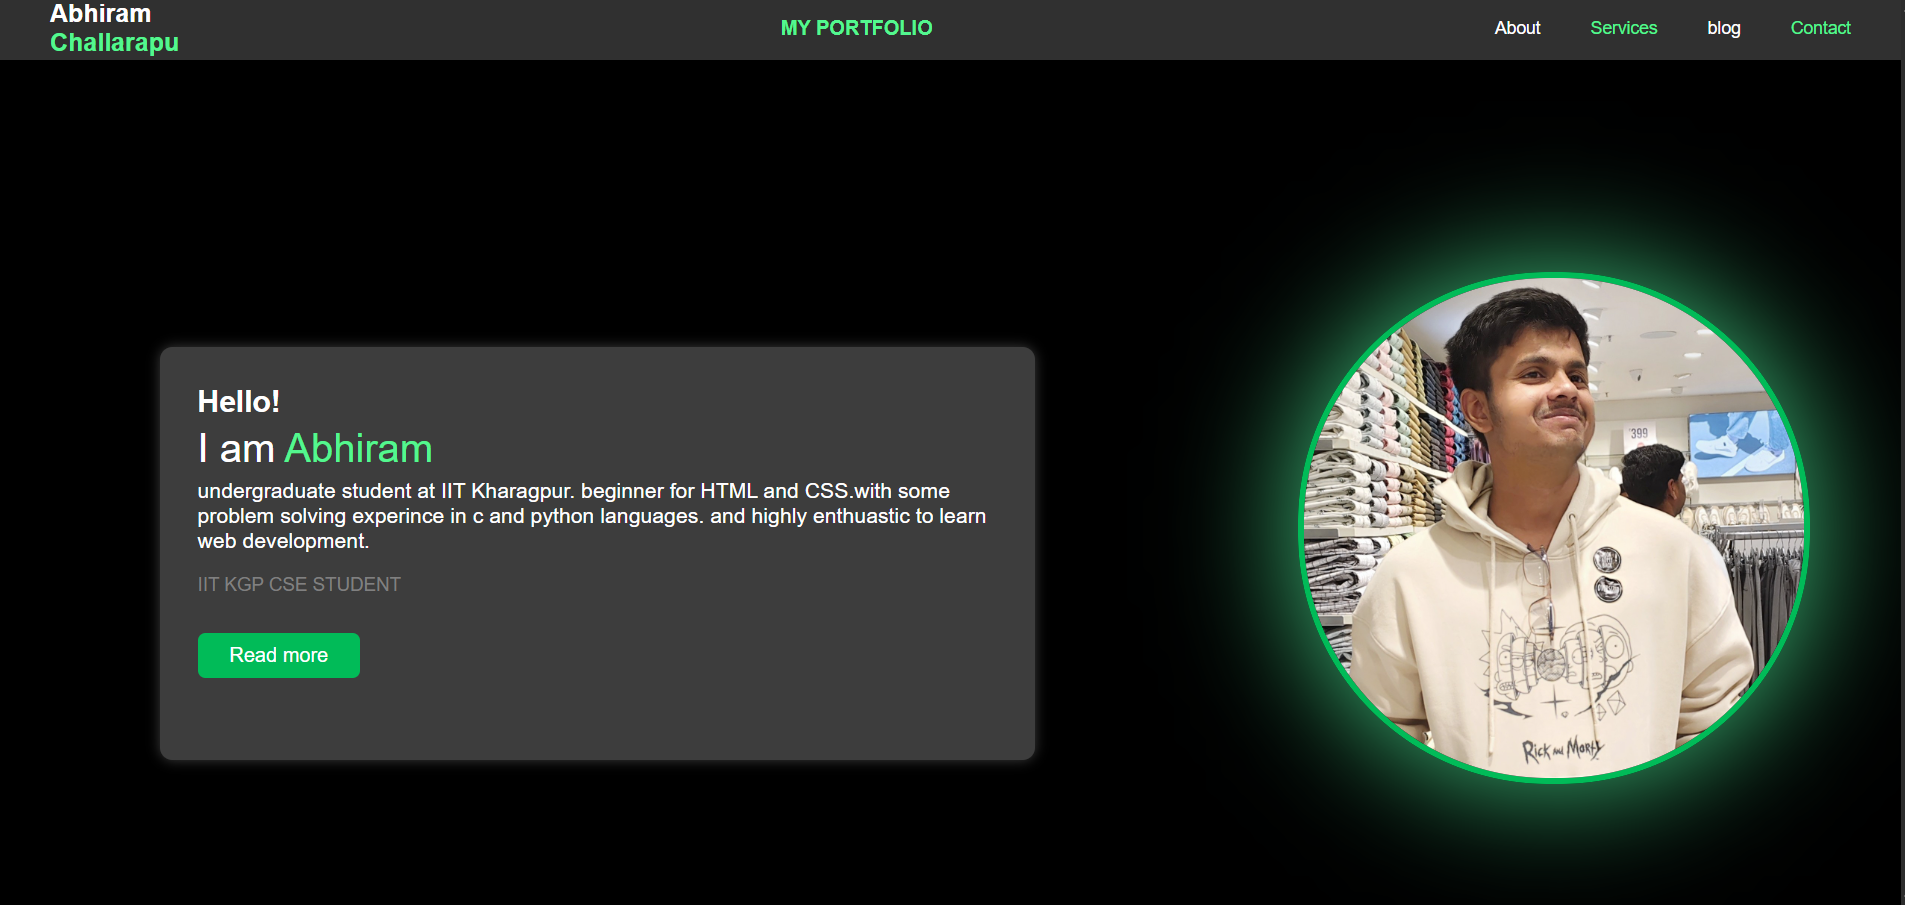 Abhiram
Challarapu
MY PORTFOLIO
About Services blog Contact
Hello!
I am Abhiram
undergraduate student at IIT Kharagpur. beginner for HTML and CSS.with some
problem solving experince in c and python languages. and highly enthuastic to learn
web development.
IIT KGP CSE STUDENT
Read more
399
RICK AND MORTY